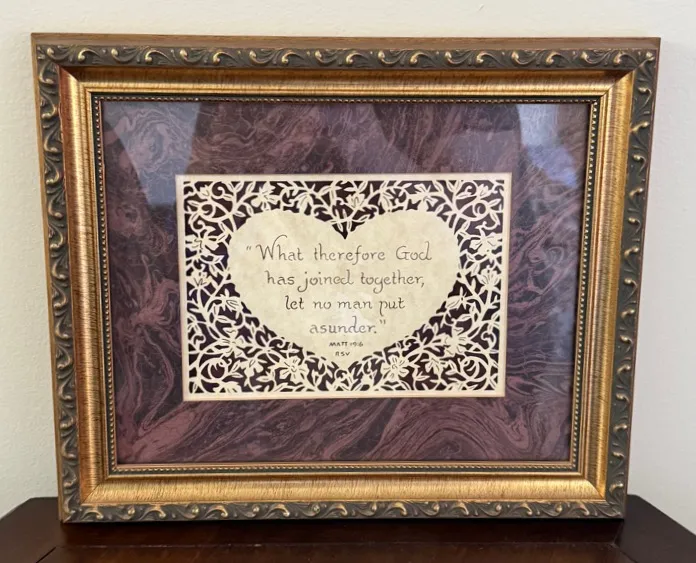 "What therefore God
has joined together,
let no man put
asunder."
MATT 19:6
RSV